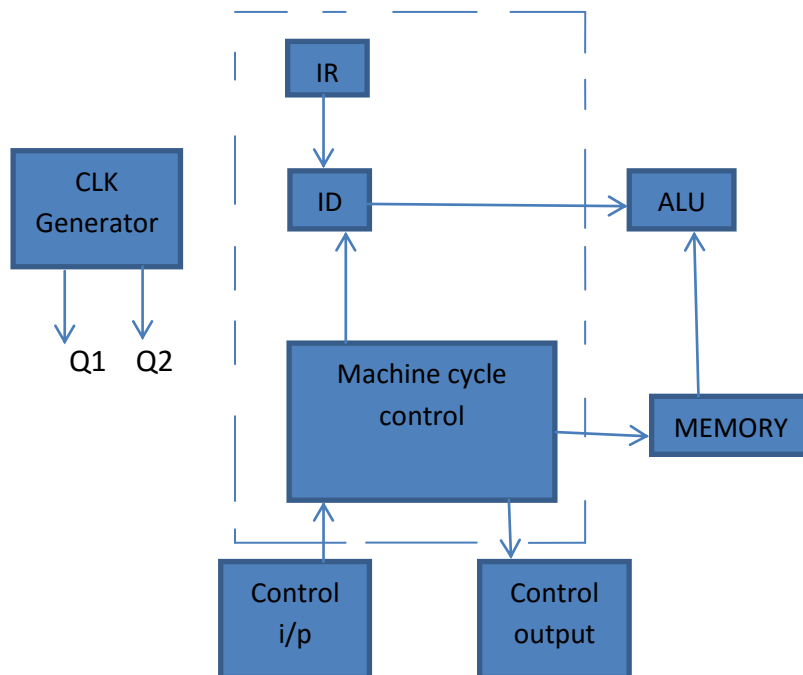 IR
CLK
Generator
ID
ALU
Q1
Q2
Machine cycle
control
MEMORY
Control
i/p
Control
output